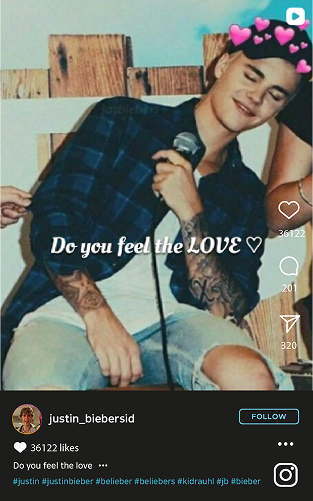 Do you feel the LOVE ♡
36122
201
320
justin_biebersid
FOLLOW
36122 likes
Do you feel the love ...
#justin #justinbieber #belieber #beliebers #kidrauhl #jb #bieber